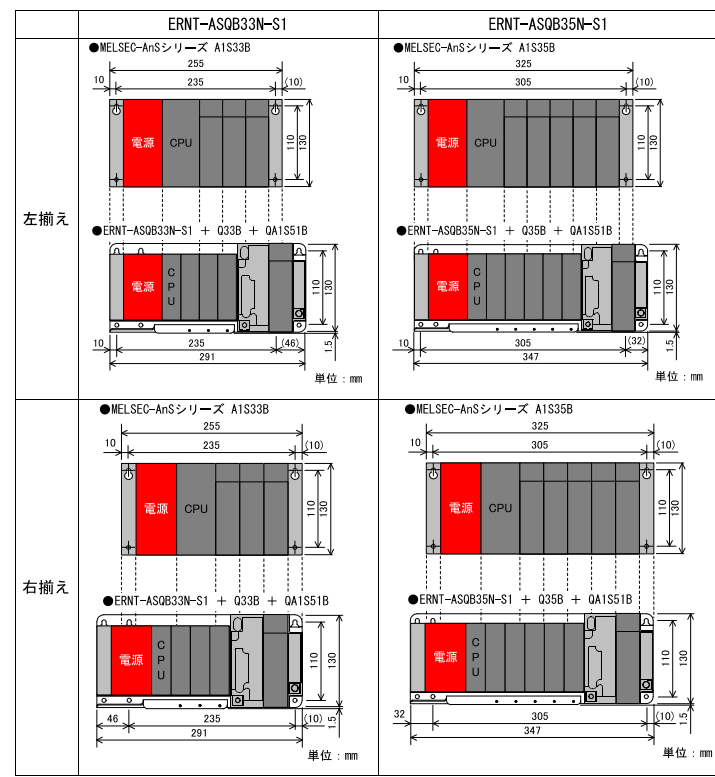 ERNT-ASQB33N-S1
ERNT-ASQB35N-S1
左揃え
●MELSEC-AnSシリーズ A1S33B
255
10
235
(10)
電源
CPU
110
130
●ERNT-ASQB33N-S1 + Q33B + QA1S51B
電源
CPU
110
130
10
235
(46)
1.5
291
単位:mm
●MELSEC-AnSシリーズ A1S35B
325
10
305
(10)
電源
CPU
110
130
●ERNT-ASQB35N-S1 + Q35B + QA1S51B
電源
CPU
110
130
10
305
(32)
1.5
347
単位:mm
右揃え
●MELSEC-AnSシリーズ A1S33B
255
10
235
(10)
電源
CPU
110
130
●ERNT-ASQB33N-S1 + Q33B + QA1S51B
電源
CPU
110
130
46
235
(10)
1.5
291
単位:mm
●MELSEC-AnSシリーズ A1S35B
325
10
305
(10)
電源
CPU
110
130
●ERNT-ASQB35N-S1 + Q35B + QA1S51B
電源
CPU
110
130
32
305
(10)
1.5
347
単位:mm